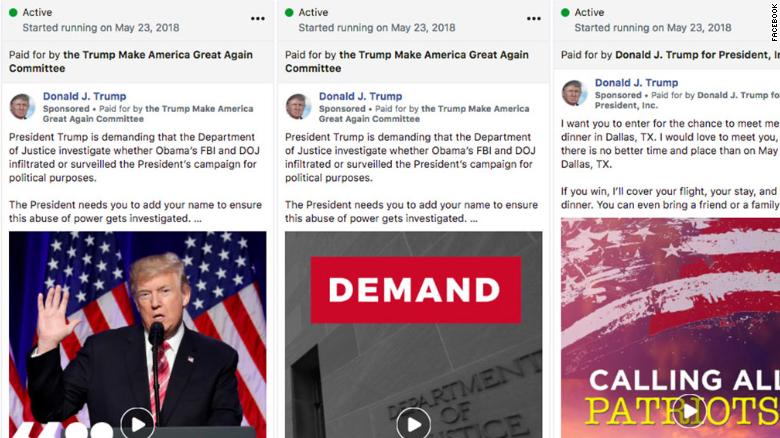 Active
Started running on May 23, 2018
Paid for by the Trump Make America Great Again
Committee
Donald J. Trump
Sponsored • Paid for by the Trump Make America
Great Again Committee
President Trump is demanding that the Department
of Justice investigate whether Obama's FBI and DOJ
infiltrated or surveilled the President's campaign for
political purposes.
The President needs you to add your name to ensure
this abuse of power gets investigated. ...
Active
Started running on May 23, 2018
Paid for by the Trump Make America Great Again
Committee
Donald J. Trump
Sponsored • Paid for by the Trump Make America
Great Again Committee
President Trump is demanding that the Department
of Justice investigate whether Obama's FBI and DOJ
infiltrated or surveilled the President's campaign for
political purposes.
The President needs you to add your name to ensure
this abuse of power gets investigated. ...
DEMAND
DEPARTMENT
OF
Active
Started running on May 23, 2018
Paid for by Donald J. Trump for President,
Donald J. Trump
Sponsored • Paid for by Donald J. Trump fo
President, Inc.
I want you to enter for the chance to meet me
dinner in Dallas, TX. I would love to meet you,
there is no better time and place than on May
Dallas, TX.
If you win, I'll cover your flight, your stay, and
dinner. You can even bring a friend or a family
CALLING AL
PATRIOTS
FACEBOOK